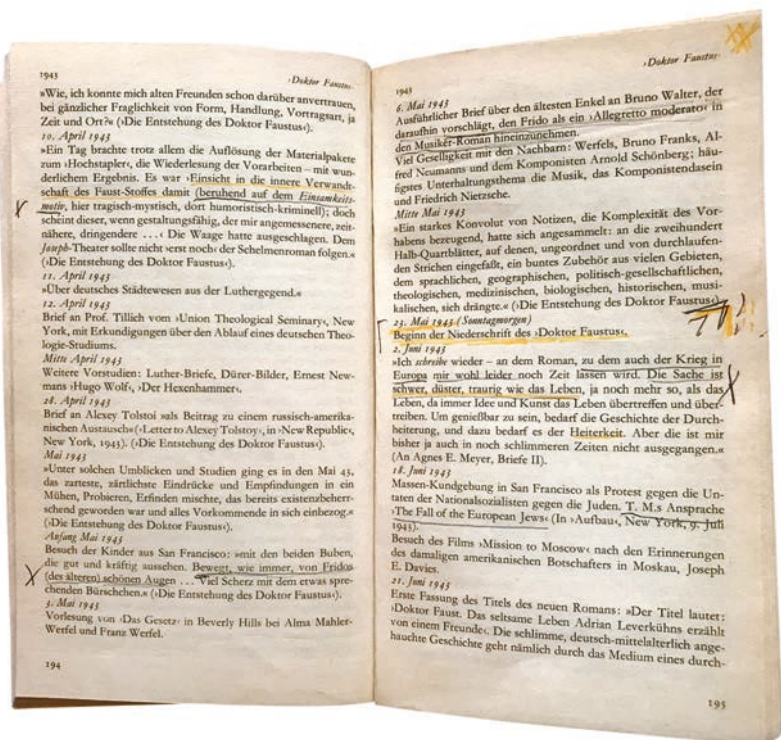 1943
›Doktor Faustus‹
»Wie, ich konnte mich alten Freunden schon darüber anvertrauen,
bei gänzlicher Fraglichkeit von Form, Handlung, Vortragsart, ja
Zeit und Ort?« (›Die Entstehung des Doktor Faustus‹).
10. April 1943
»Ein Tag brachte trotz allem die Auflösung der Materialpakete
zum ›Hochstapler‹, die Wiederlesung der Vorarbeiten – mit wun-
derlichem Ergebnis. Es war ›Einsicht in die innere Verwandt-
schaft des Faust-Stoffes damit (beruhend auf dem Einsamkeits-
motiv, hier tragisch-mystisch, dort humoristisch-kriminell); doch
scheint dieser, wenn gestaltungsfähig, der mir angemessenere, zeit-
nähere, dringendere ...‹ Die Waage hatte ausgeschlagen. Dem
Joseph-Theater sollte nicht ›erst noch‹ der Schelmenroman folgen.«
(›Die Entstehung des Doktor Faustus‹).
11. April 1943
»Über deutsches Städtewesen aus der Luthergegend.«
12. April 1943
Brief an Prof. Tillich vom ›Union Theological Seminary‹, New
York, mit Erkundigungen über den Ablauf eines deutschen Theo-
logie-Studiums.
Mitte April 1943
Weitere Vorstudien: Luther-Briefe, Dürer-Bilder, Ernest New-
mans ›Hugo Wolf‹, ›Der Hexenhammer‹.
28. April 1943
Brief an Alexey Tolstoi »als Beitrag zu einem russisch-amerika-
nischen Austausch« (›Letter to Alexey Tolstoy‹, in ›New Republic‹,
New York, 1943). (›Die Entstehung des Doktor Faustus‹).
Mai 1943
»Unter solchen Umblicken und Studien ging es in den Mai 43,
das zarteste, zärtlichste Eindrücke und Empfindungen in ein
Mühen, Probieren, Erfinden mischte, das bereits existenzbeherr-
schend geworden war und alles Vorkommende in sich einbezog.«
(›Die Entstehung des Doktor Faustus‹).
Anfang Mai 1943
Besuch der Kinder aus San Francisco: »mit den beiden Buben,
die gut und kräftig aussehen. Bewegt, wie immer, von Fridos
(des älteren) schönen Augen ... Viel Scherz mit dem etwas spre-
chenden Bürschchen.« (›Die Entstehung des Doktor Faustus‹).
3. Mai 1943
Vorlesung von ›Das Gesetz‹ in Beverly Hills bei Alma Mahler-
Werfel und Franz Werfel.
194
1943
›Doktor Faustus‹
6. Mai 1943
Ausführlicher Brief über den ältesten Enkel an Bruno Walter, der
daraufhin vorschlägt, den Frido als ein ›Allegretto moderato‹ in
den Musiker-Roman hineinzunehmen.
Viel Geselligkeit mit den Nachbarn: Werfels, Bruno Franks, Al-
fred Neumanns und dem Komponisten Arnold Schönberg; häu-
figstes Unterhaltungsthema die Musik, das Komponistendasein
und Friedrich Nietzsche.
Mitte Mai 1943
»Ein starkes Konvolut von Notizen, die Komplexität des Vor-
habens bezeugend, hatte sich angesammelt: an die zweihundert
Halb-Quartblätter, auf denen, ungeordnet und von durchlaufen-
den Strichen eingefaßt, ein buntes Zubehör aus vielen Gebieten,
dem sprachlichen, geographischen, politisch-gesellschaftlichen,
theologischen, medizinischen, biologischen, historischen, musi-
kalischen, sich drängte.« (›Die Entstehung des Doktor Faustus‹).
23. Mai 1943 (Sonntagmorgen)
Beginn der Niederschrift des ›Doktor Faustus‹.
2. Juni 1943
»Ich schreibe wieder – an dem Roman, zu dem auch der Krieg in
Europa mir wohl leider noch Zeit lassen wird. Die Sache ist
schwer, düster, traurig wie das Leben, ja noch mehr so, als das
Leben, da immer Idee und Kunst das Leben übertreffen und über-
treiben. Um genießbar zu sein, bedarf die Geschichte der Durch-
heiterung, und dazu bedarf es der Heiterkeit. Aber die ist mir
bisher ja auch in noch schlimmeren Zeiten nicht ausgegangen.«
(An Agnes E. Meyer, Briefe II).
18. Juni 1943
Massen-Kundgebung in San Francisco als Protest gegen die Un-
taten der Nationalsozialisten gegen die Juden. T. M.s Ansprache
›The Fall of the European Jews‹ (In ›Aufbau‹, New York, 9. Juli
1943).
Besuch des Films ›Mission to Moscow‹ nach den Erinnerungen
des damaligen amerikanischen Botschafters in Moskau, Joseph
E. Davies.
21. Juni 1943
Erste Fassung des Titels des neuen Romans: »Der Titel lautet:
›Doktor Faust. Das seltsame Leben Adrian Leverkühns erzählt
von einem Freunde‹. Die schlimme, deutsch-mittelalterlich ange-
hauchte Geschichte geht nämlich durch das Medium eines durch-
195